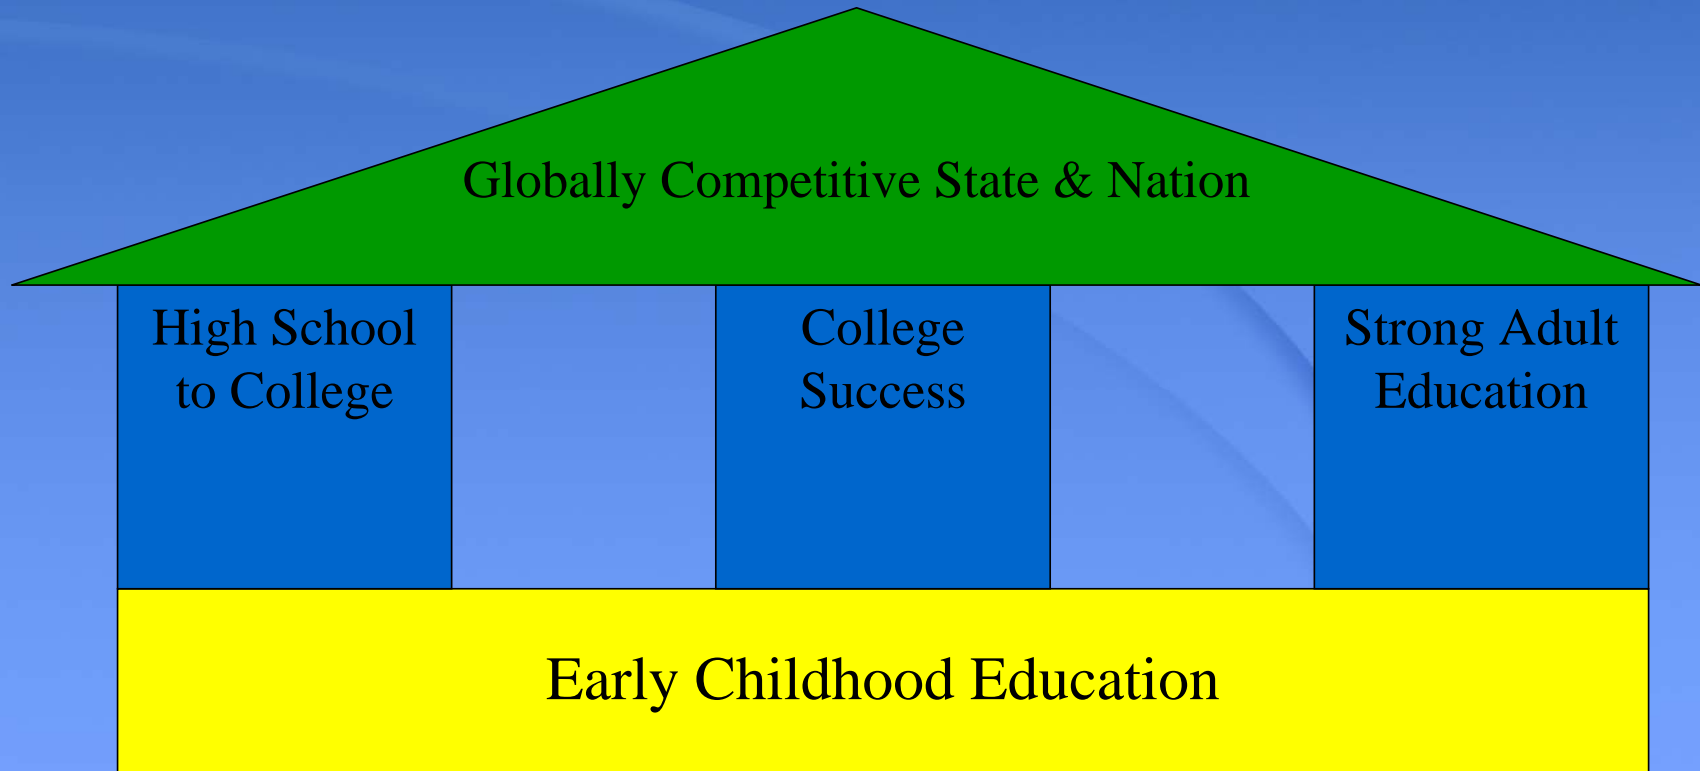 Globally Competitive State & Nation
High School
to College
College
Success
Strong Adult
Education
Early Childhood Education